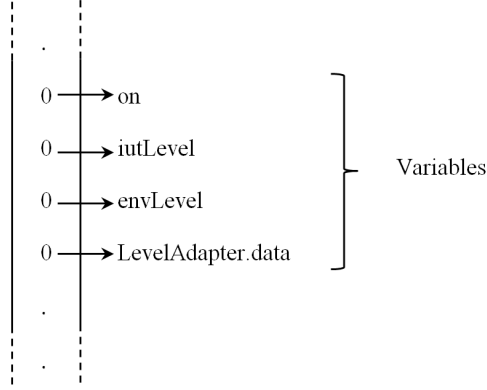 .
0 on
0 iutLevel
0 envLevel
0 LevelAdapter.data
Variables
.
.